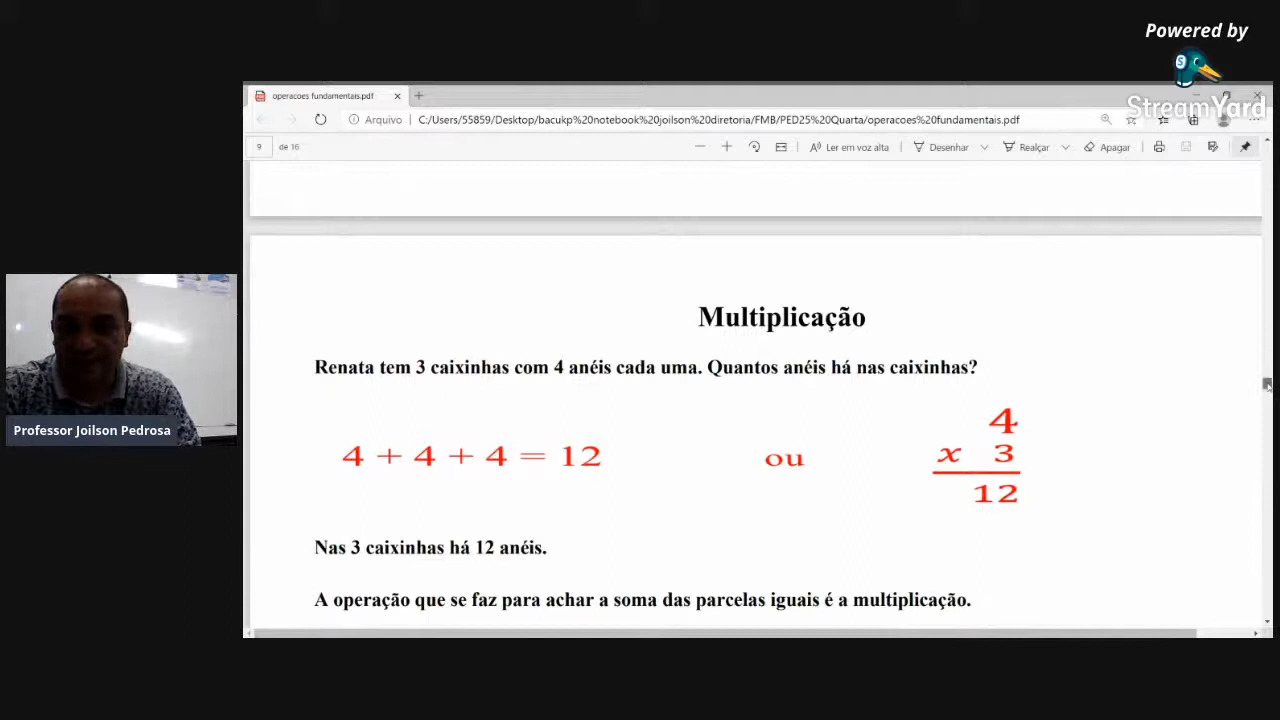 Powered by
StreamYard
operacoes fundamentais.pdf
Arquivo
C:/Users/55859/Desktop/bacukp%20notebook%20joilson%20diretoria/FMB/PED25%20Quarta/operacoes%20fundamentais.pdf
9 de 16
Ler em voz alta
Desenhar
Realçar
Apagar
Multiplicação
Renata tem 3 caixinhas com 4 anéis cada uma. Quantos anéis há nas caixinhas?
4 + 4 + 4 = 12
ou
4
x 3
12
Nas 3 caixinhas há 12 anéis.
A operação que se faz para achar a soma das parcelas iguais é a multiplicação.
Professor Joilson Pedrosa